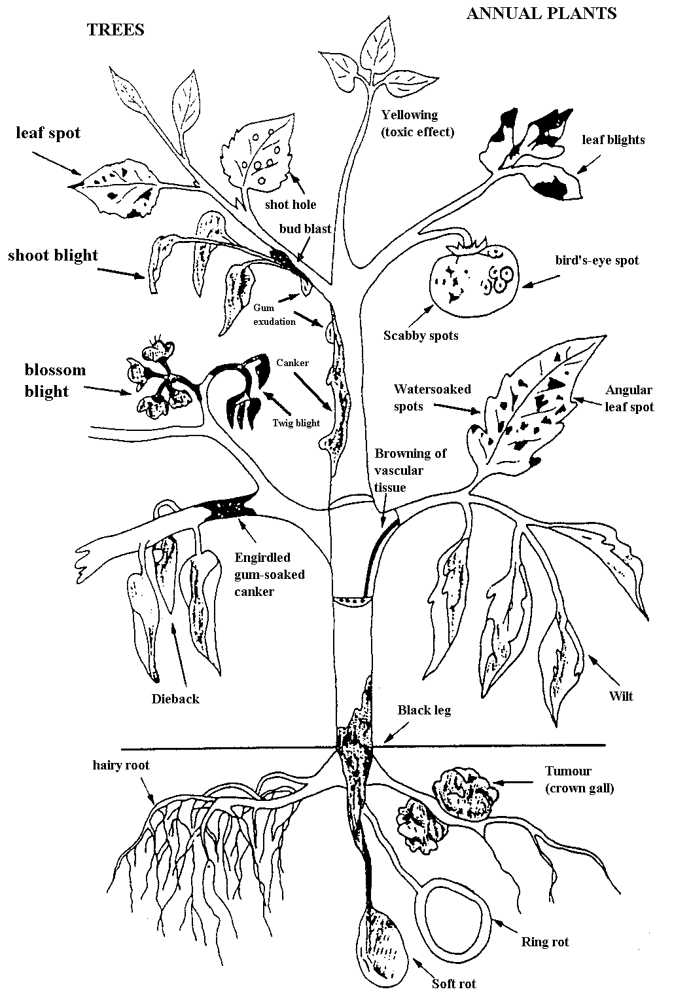 TREES
ANNUAL PLANTS
Yellowing
(toxic effect)
leaf spot
leaf blights
shot hole
bud blast
shoot blight
bird's-eye spot
Gum
exudation
Scabby spots
blossom
blight
Canker
Twig blight
Watersoaked
spots
Angular
leaf spot
Browning of
vascular
tissue
Engirdled
gum-soaked
canker
Dieback
Wilt
Black leg
hairy root
Tumour
(crown gall)
Ring rot
Soft rot